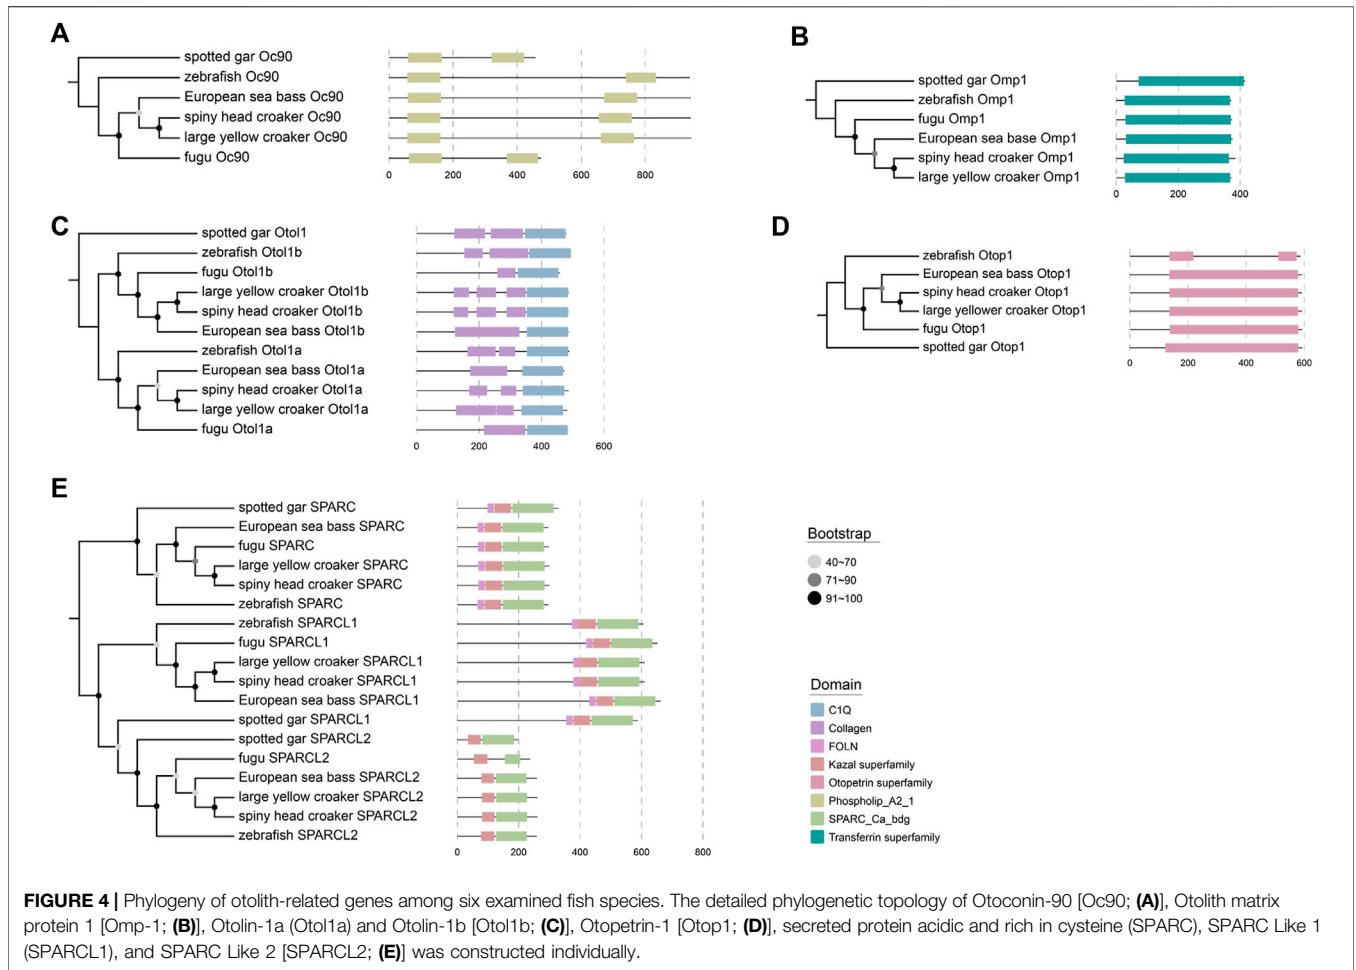 A
spotted gar Oc90
zebrafish Oc90
European sea bass Oc90
spiny head croaker Oc90
large yellow croaker Oc90
fugu Oc90
0 200 400 600 800
B
spotted gar Omp1
zebrafish Omp1
fugu Omp1
European sea base Omp1
spiny head croaker Omp1
large yellow croaker Omp1
0 200 400
C
spotted gar Otol1
zebrafish Otol1b
fugu Otol1b
large yellow croaker Otol1b
spiny head croaker Otol1b
European sea bass Otol1b
zebrafish Otol1a
European sea bass Otol1a
spiny head croaker Otol1a
large yellow croaker Otol1a
fugu Otol1a
0 200 400 600
D
zebrafish Otop1
European sea bass Otop1
spiny head croaker Otop1
large yellower croaker Otop1
fugu Otop1
spotted gar Otop1
0 200 400 600
E
spotted gar SPARC
European sea bass SPARC
fugu SPARC
large yellow croaker SPARC
spiny head croaker SPARC
zebrafish SPARC
zebrafish SPARCL1
fugu SPARCL1
large yellow croaker SPARCL1
spiny head croaker SPARCL1
European sea bass SPARCL1
spotted gar SPARCL1
spotted gar SPARCL2
fugu SPARCL2
European sea bass SPARCL2
large yellow croaker SPARCL2
spiny head croaker SPARCL2
zebrafish SPARCL2
0 200 400 600 800
Bootstrap
40~70
71~90
91~100
Domain
C1Q
Collagen
FOLN
Kazal superfamily
Otopetrin superfamily
Phospholip_A2_1
SPARC_Ca_bdg
Transferrin superfamily
FIGURE 4 | Phylogeny of otolith-related genes among six examined fish species. The detailed phylogenetic topology of Otoconin-90 [Oc90; (A)], Otolith matrix
protein 1 [Omp-1; (B)], Otolin-1a (Otol1a) and Otolin-1b [Otol1b; (C)], Otopetrin-1 [Otop1; (D)], secreted protein acidic and rich in cysteine (SPARC), SPARC Like 1
(SPARCL1), and SPARC Like 2 [SPARCL2; (E)] was constructed individually.